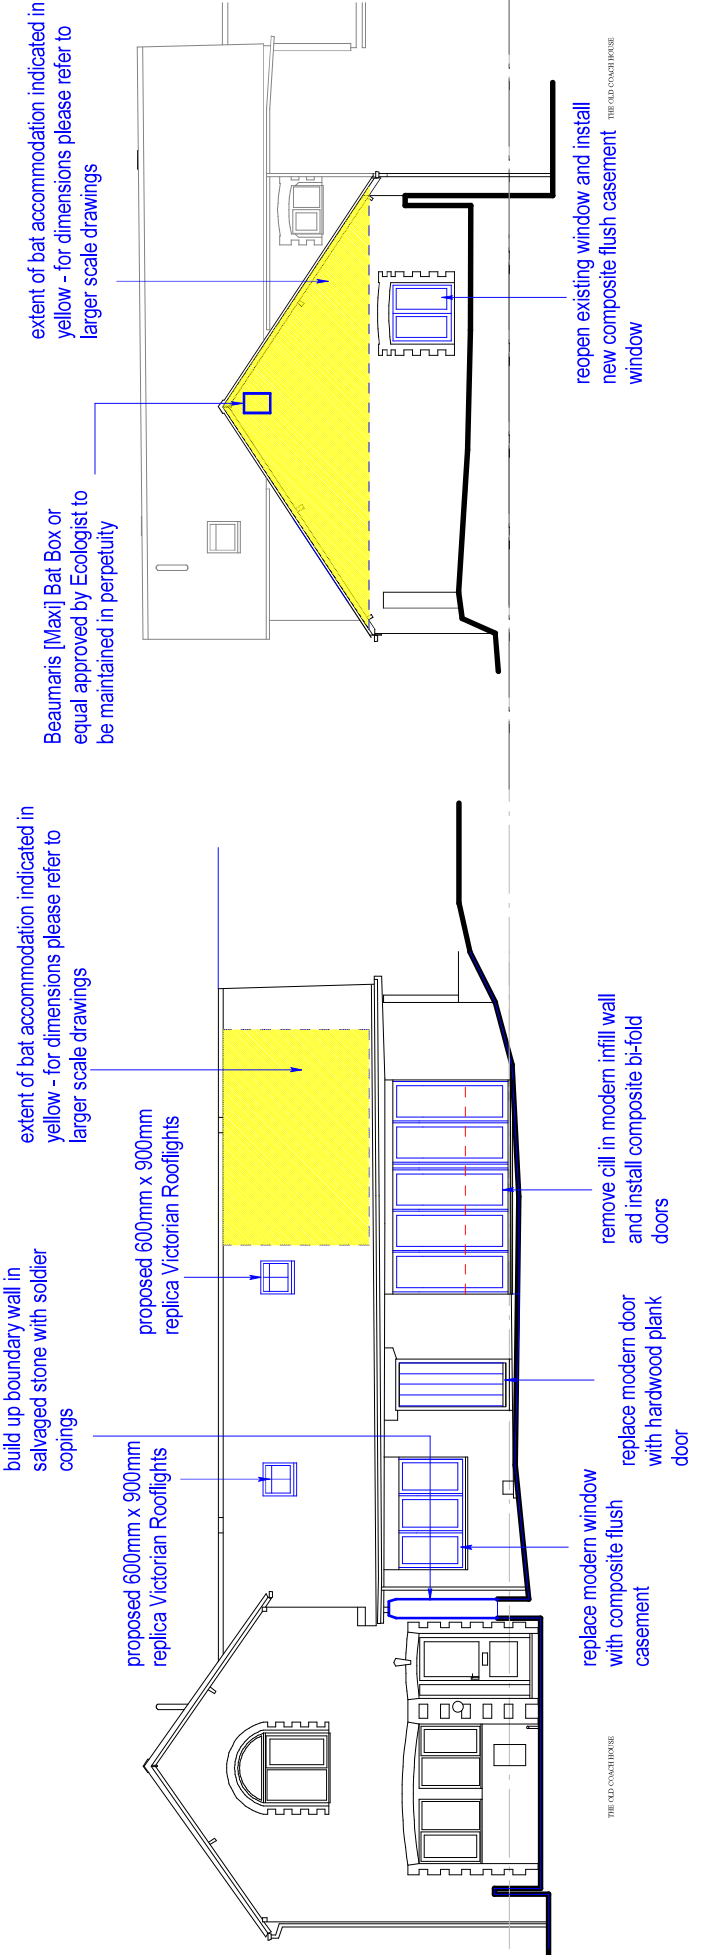 build up boundary wall in
salvaged stone with soldier
copings
proposed 600mm x 900mm
replica Victorian Rooflights
proposed 600mm x 900mm
replica Victorian Rooflights
extent of bat accommodation indicated in
yellow - for dimensions please refer to
larger scale drawings
replace modern window
with composite flush
casement
replace modern door
with hardwood plank
door
remove cill in modern infill wall
and install composite bi-fold
doors
THE OLD COACH HOUSE
Beaumaris [Maxi] Bat Box or
equal approved by Ecologist to
be maintained in perpetuity
extent of bat accommodation indicated in
yellow - for dimensions please refer to
larger scale drawings
reopen existing window and install
new composite flush casement
window
THE OLD COACH HOUSE